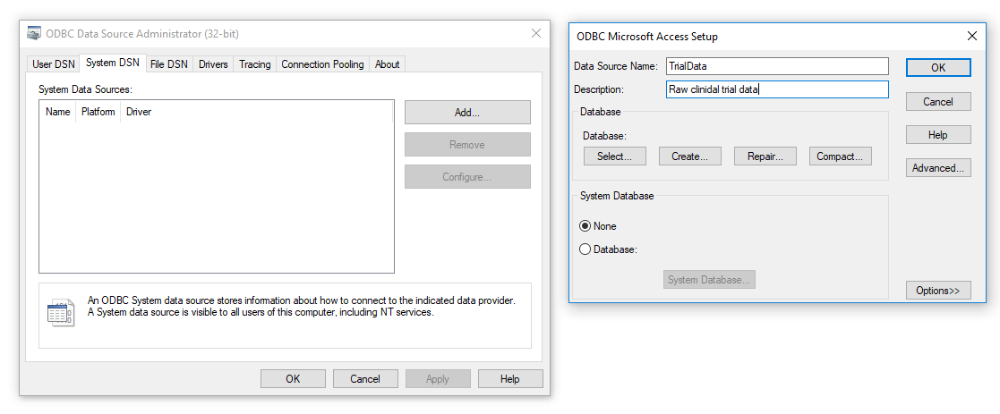 ODBC Data Source Administrator (32-bit)
User DSN System DSN File DSN Drivers Tracing Connection Pooling About
System Data Sources:
Name Platform Driver
Add...
Remove
Configure...
An ODBC System data source stores information about how to connect to the indicated data provider.
A System data source is visible to all users of this computer, including NT services.
OK Cancel Apply Help
ODBC Microsoft Access Setup
Data Source Name: TrialData
Description: Raw clinidal trial data
OK
Cancel
Help
Advanced...
Database
Database:
Select... Create... Repair... Compact...
System Database
None
Database:
System Database...
Options>>